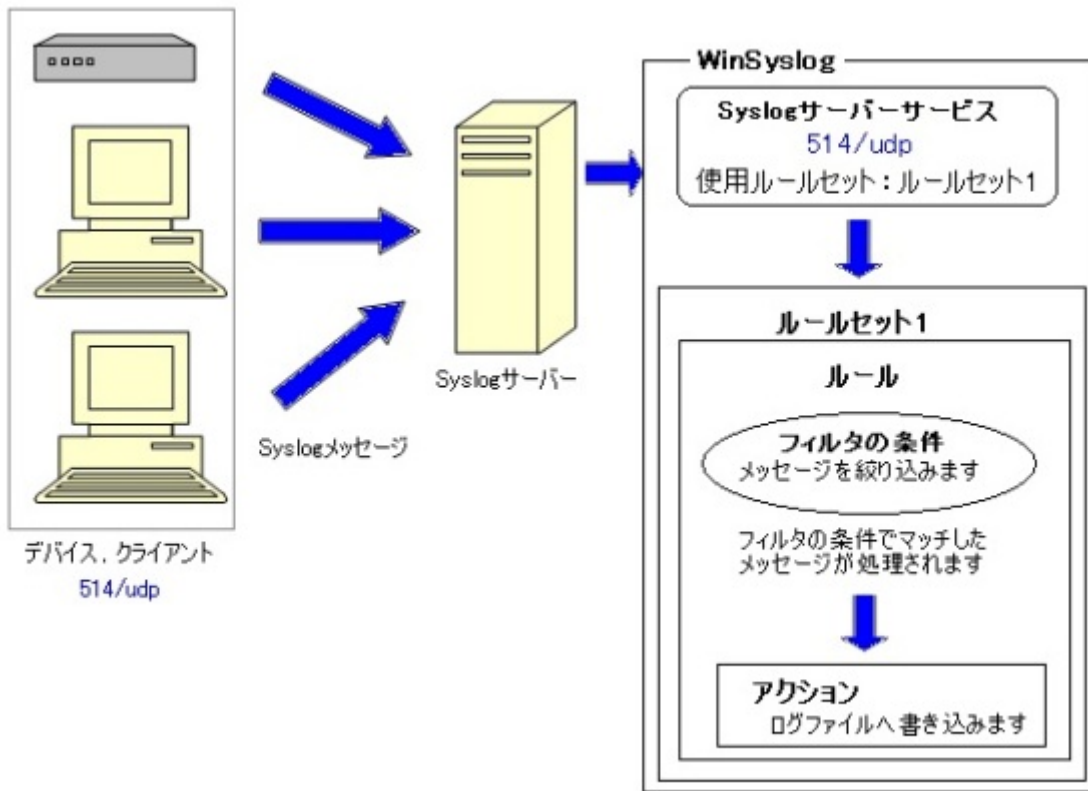 デバイス．クライアント
514/udp
Syslogメッセージ
Syslogサーバー
WinSyslog
Syslogサーバーサービス
514/udp
使用ルールセット：ルールセット1
ルールセット1
ルール
フィルタの条件
メッセージを絞り込みます
フィルタの条件でマッチした
メッセージが処理されます
アクション
ログファイルへ書き込みます